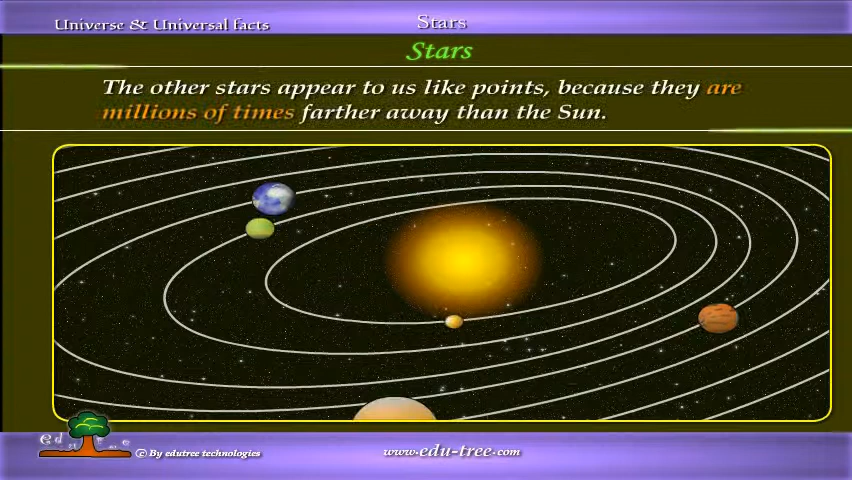 Universe & Universal facts
Stars
Stars
The other stars appear to us like points, because they are
millions of times farther away than the Sun.
© By edutree technologies
www.edu-tree.com